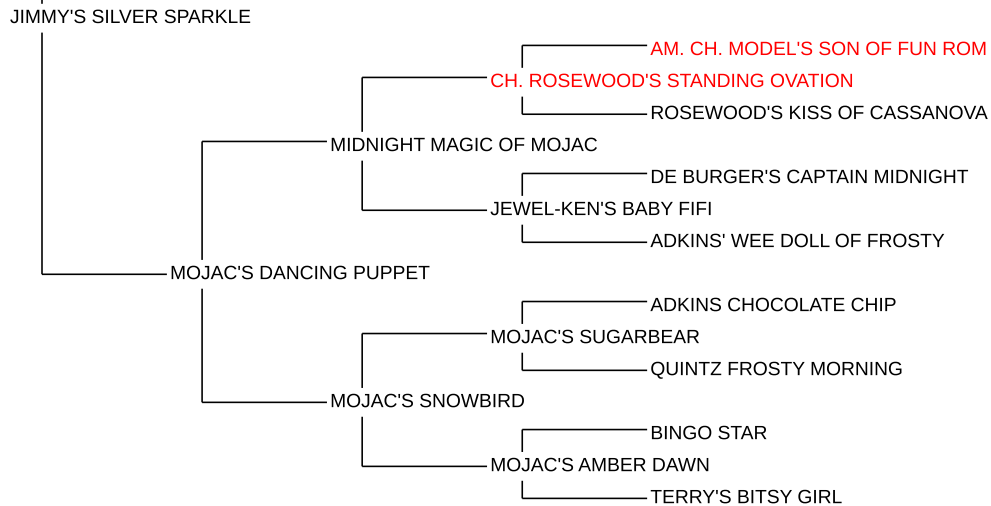 JIMMY'S SILVER SPARKLE
AM. CH. MODEL'S SON OF FUN ROM
CH. ROSEWOOD'S STANDING OVATION
ROSEWOOD'S KISS OF CASSANOVA
MIDNIGHT MAGIC OF MOJAC
DE BURGER'S CAPTAIN MIDNIGHT
JEWEL-KEN'S BABY FIFI
ADKINS' WEE DOLL OF FROSTY
MOJAC'S DANCING PUPPET
ADKINS CHOCOLATE CHIP
MOJAC'S SUGARBEAR
QUINTZ FROSTY MORNING
MOJAC'S SNOWBIRD
BINGO STAR
MOJAC'S AMBER DAWN
TERRY'S BITSY GIRL